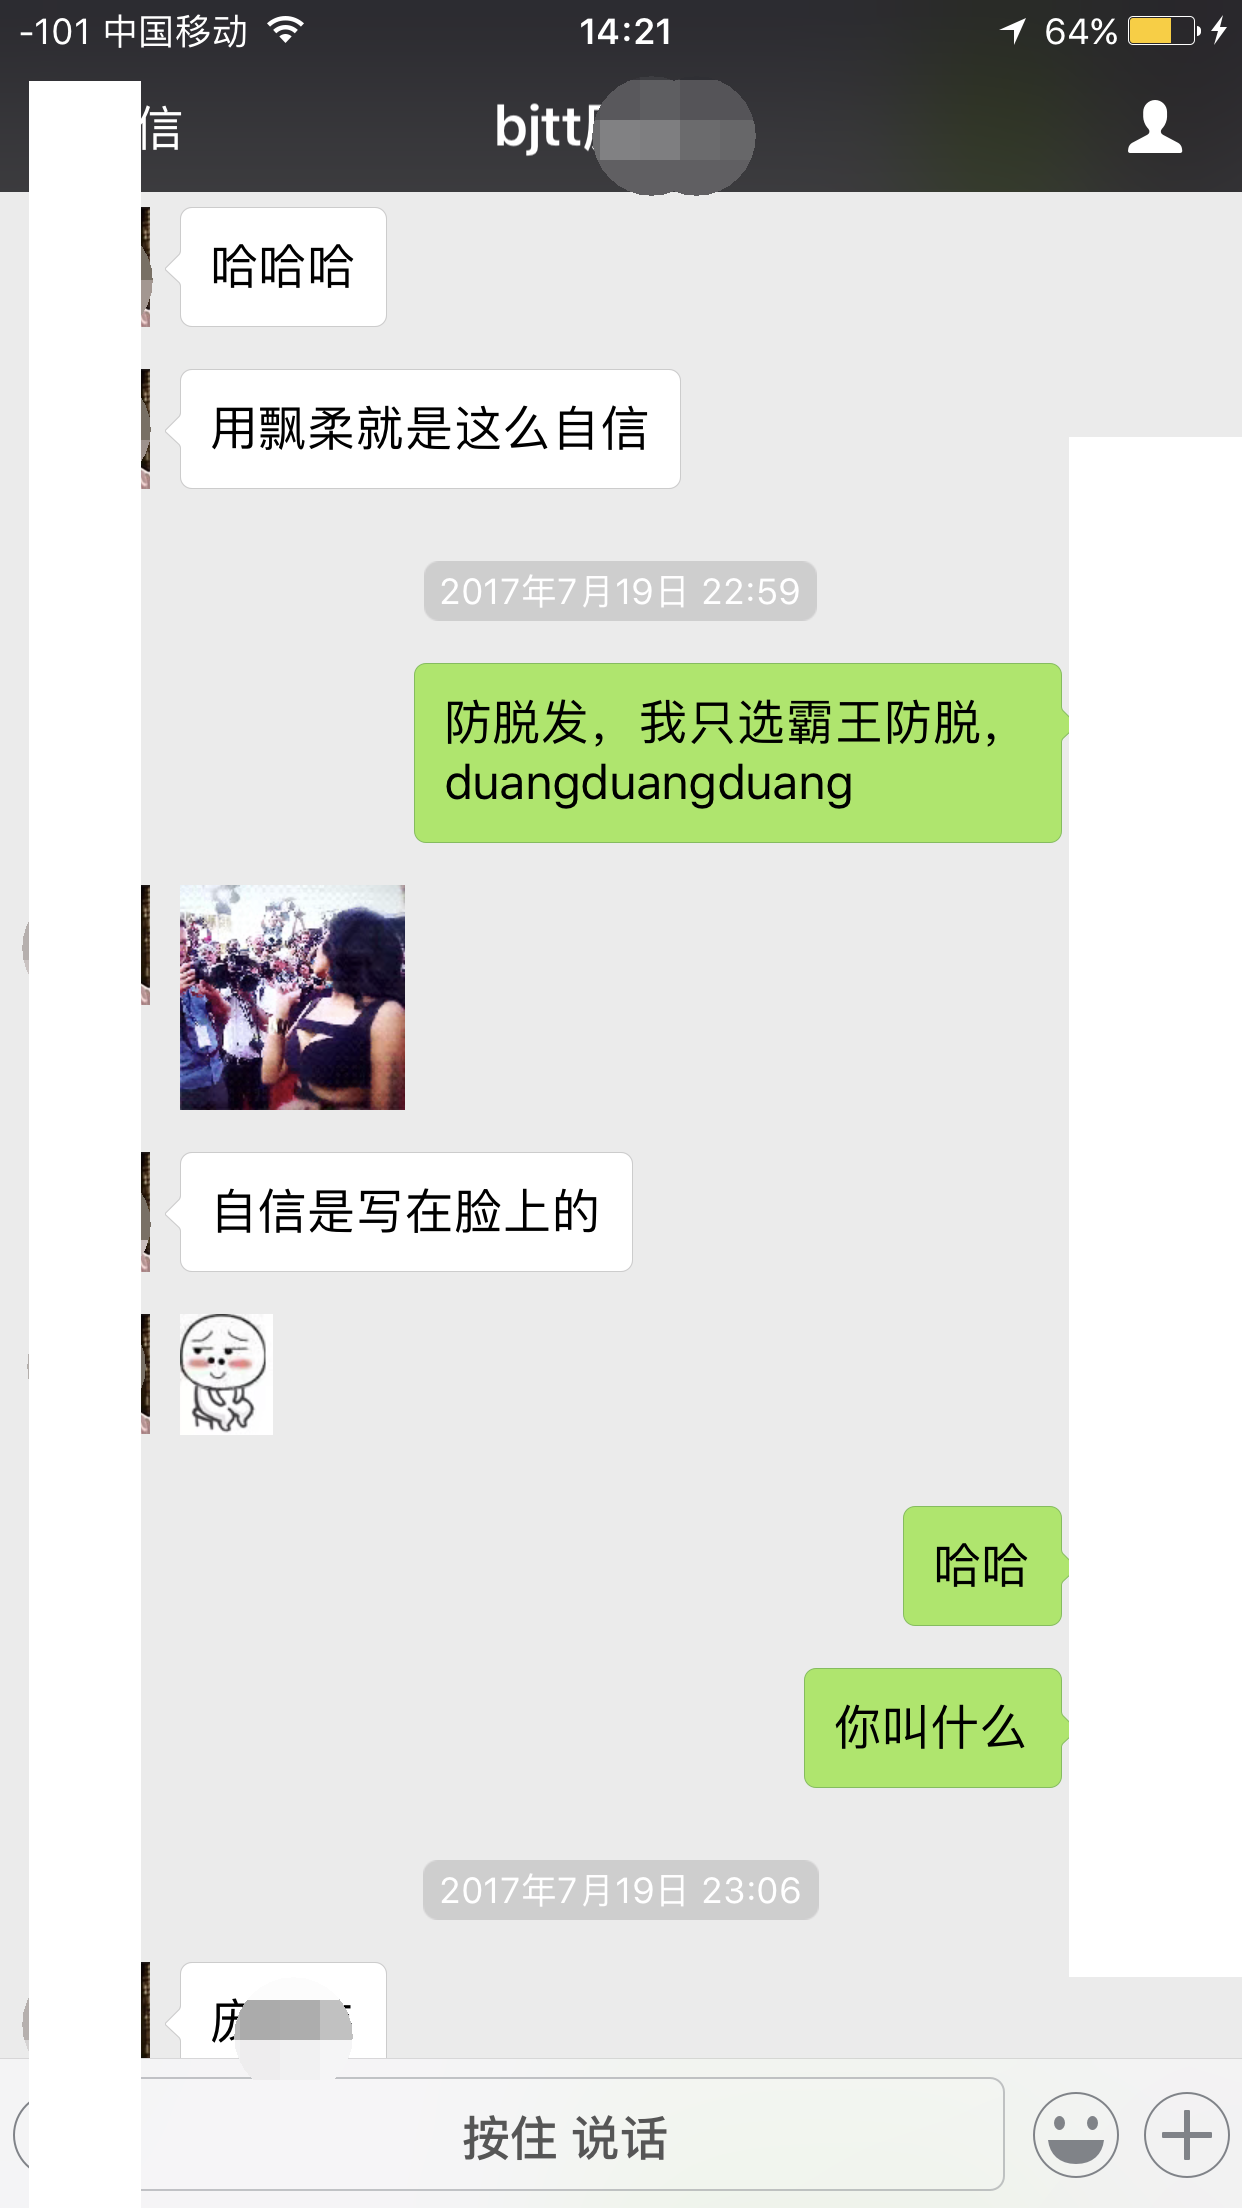 -101 中国移动 14:21 64%
信 bjtt
哈哈哈
用飘柔就是这么自信
2017年7月19日 22:59
防脱发，我只选霸王防脱，
duangduangduang
自信是写在脸上的
哈哈
你叫什么
2017年7月19日 23:06
按住 说话